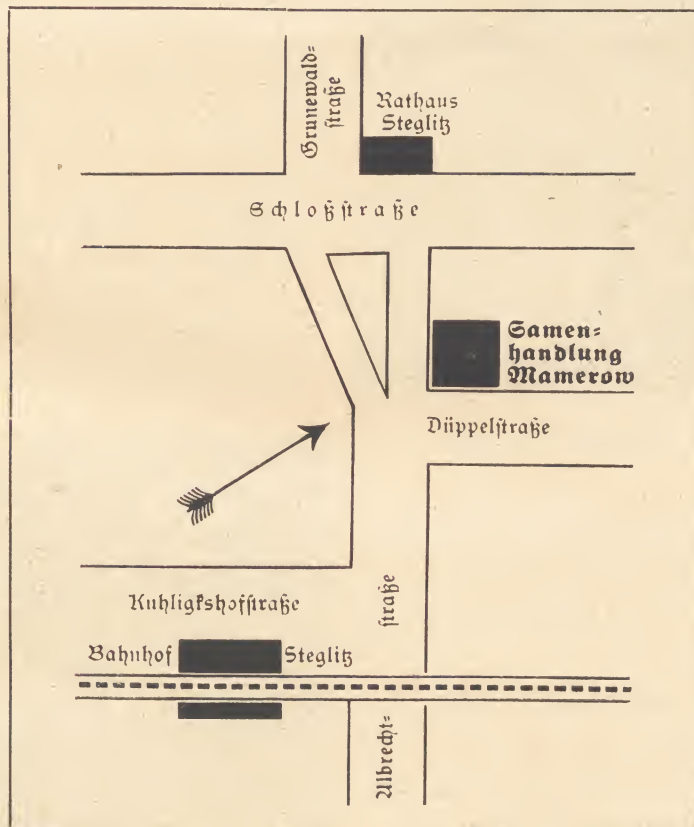 Grunewald=
straße
Rathaus
Steglitz
Schloßstraße
Samen=
handlung
Mamerow
Düppelstraße
Kuhligkshofstraße
Bahnhof Steglitz
Albrecht=
straße